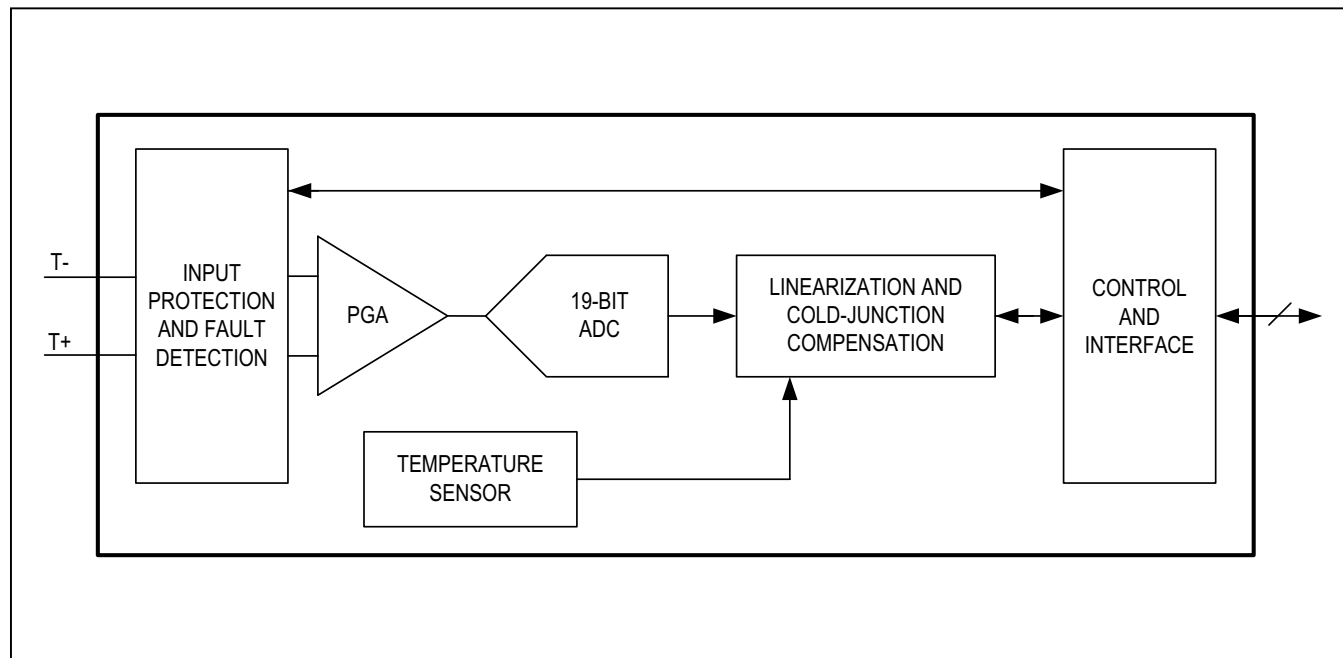 T-
T+
INPUT
PROTECTION
AND FAULT
DETECTION
PGA
19-BIT
ADC
LINEARIZATION AND
COLD-JUNCTION
COMPENSATION
TEMPERATURE
SENSOR
CONTROL
AND
INTERFACE